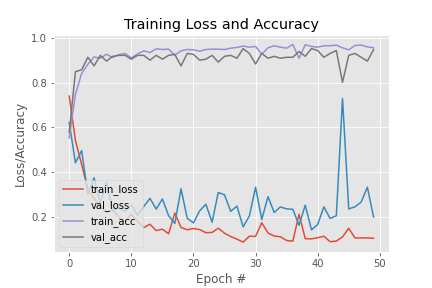 Training Loss and Accuracy
1.0
0.8
0.6
0.4
0.2
Loss/Accuracy
train_loss
val_loss
train_acc
val_acc
0 10 20 30 40 50
Epoch #